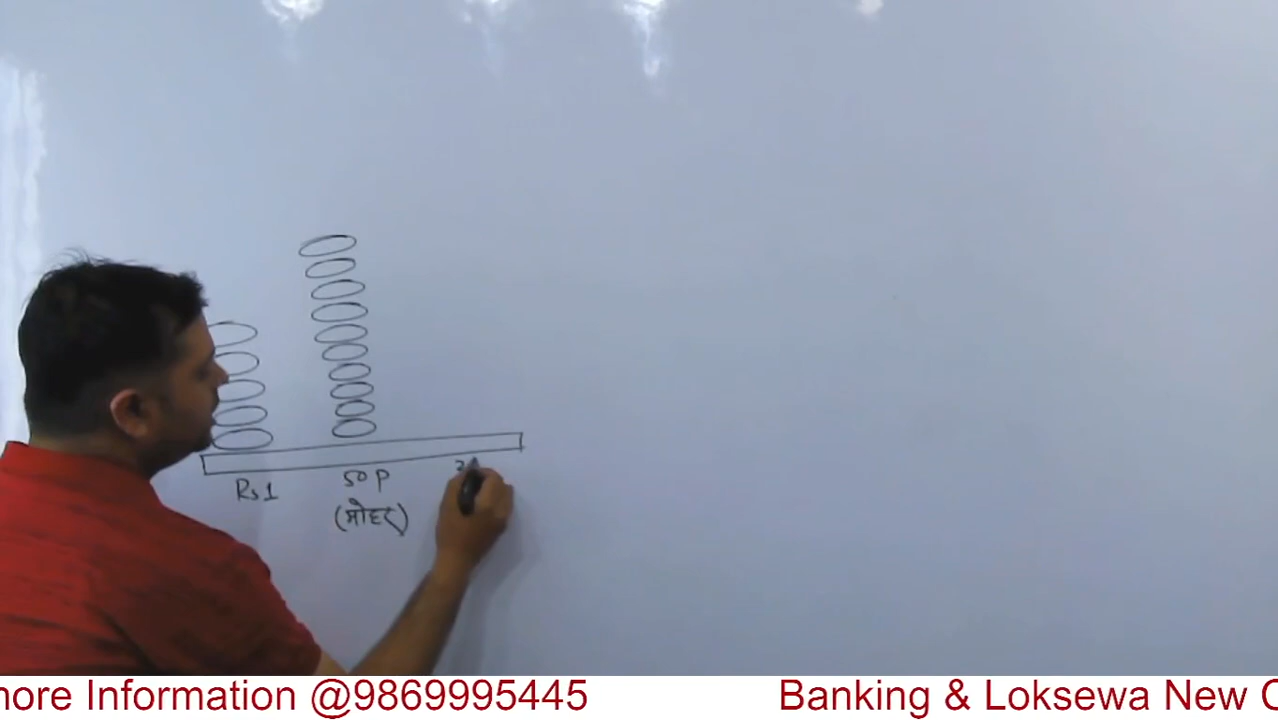 Rs 1 50 P
(मोहर)
more Information @9869995445 Banking & Loksewa New C